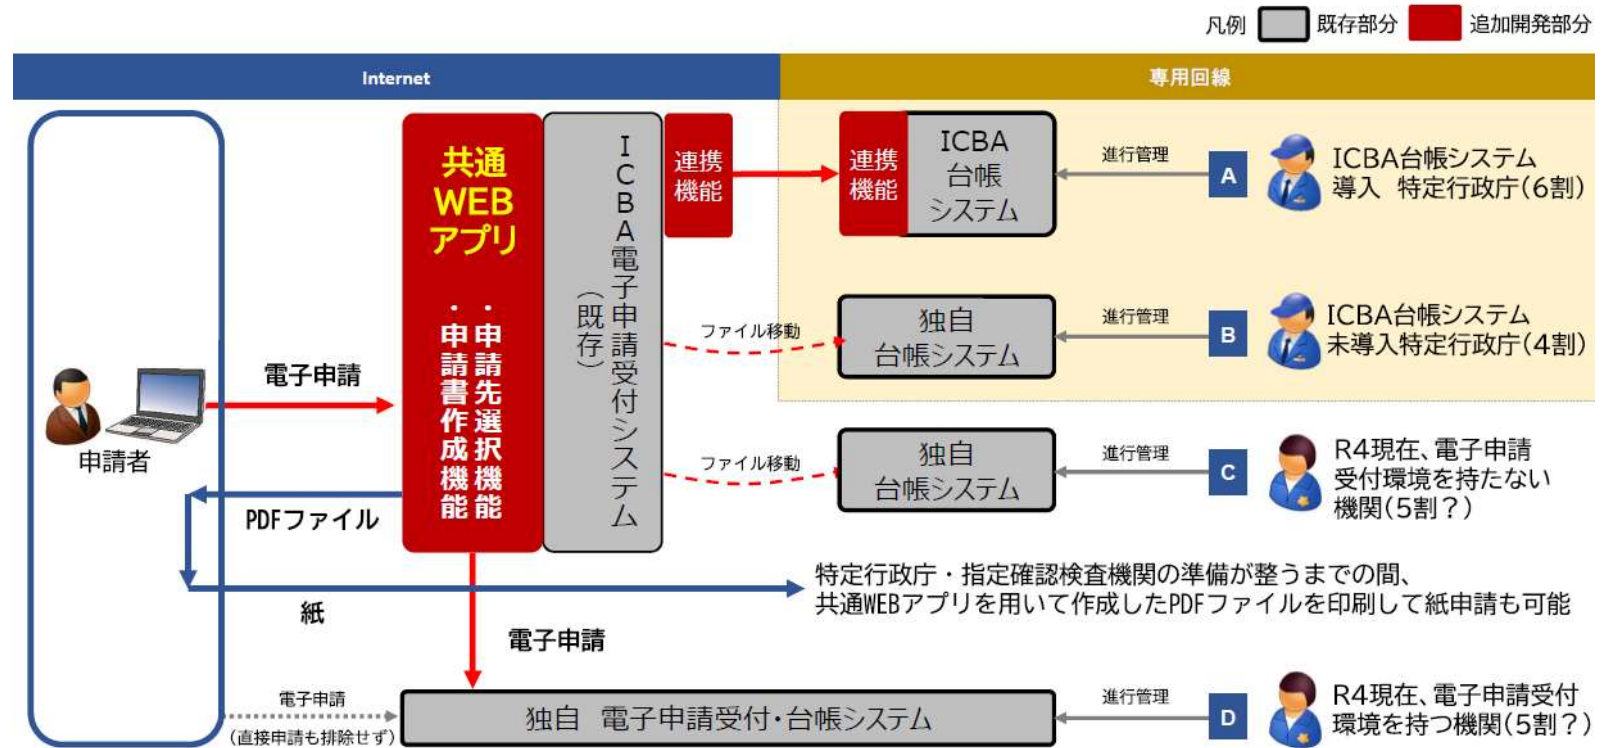 凡例 既存部分 追加開発部分
Internet
専用回線
共通
WEB
アプリ
・申請先選択機能
・申請書作成機能
ICBA電子申請受付システム
（既存）
連携
機能
連携
機能
ICBA
台帳
システム
進行管理
A
ICBA台帳システム
導入 特定行政庁(6割)
ファイル移動
独自
台帳システム
進行管理
B
ICBA台帳システム
未導入特定行政庁(4割)
電子申請
申請者
ファイル移動
独自
台帳システム
進行管理
C
R4現在、電子申請
受付環境を持たない
機関(5割？)
PDFファイル
紙
特定行政庁・指定確認検査機関の準備が整うまでの間、
共通WEBアプリを用いて作成したPDFファイルを印刷して紙申請も可能
電子申請
電子申請
(直接申請も排除せず)
独自 電子申請受付・台帳システム
進行管理
D
R4現在、電子申請受付
環境を持つ機関(5割？)